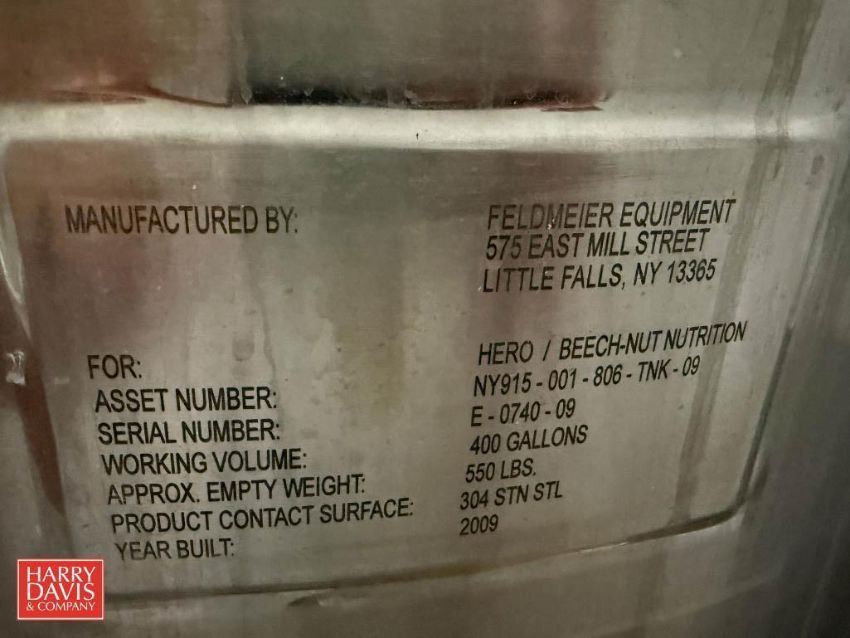 MANUFACTURED BY: FELDMEIER EQUIPMENT
575 EAST MILL STREET
LITTLE FALLS, NY 13365
FOR: HERO / BEECH-NUT NUTRITION
ASSET NUMBER: NY915 - 001 - 806 - TNK - 09
SERIAL NUMBER: E - 0740 - 09
WORKING VOLUME: 400 GALLONS
APPROX. EMPTY WEIGHT: 550 LBS.
PRODUCT CONTACT SURFACE: 304 STN STL
YEAR BUILT: 2009
HARRY
DAVIS
& COMPANY